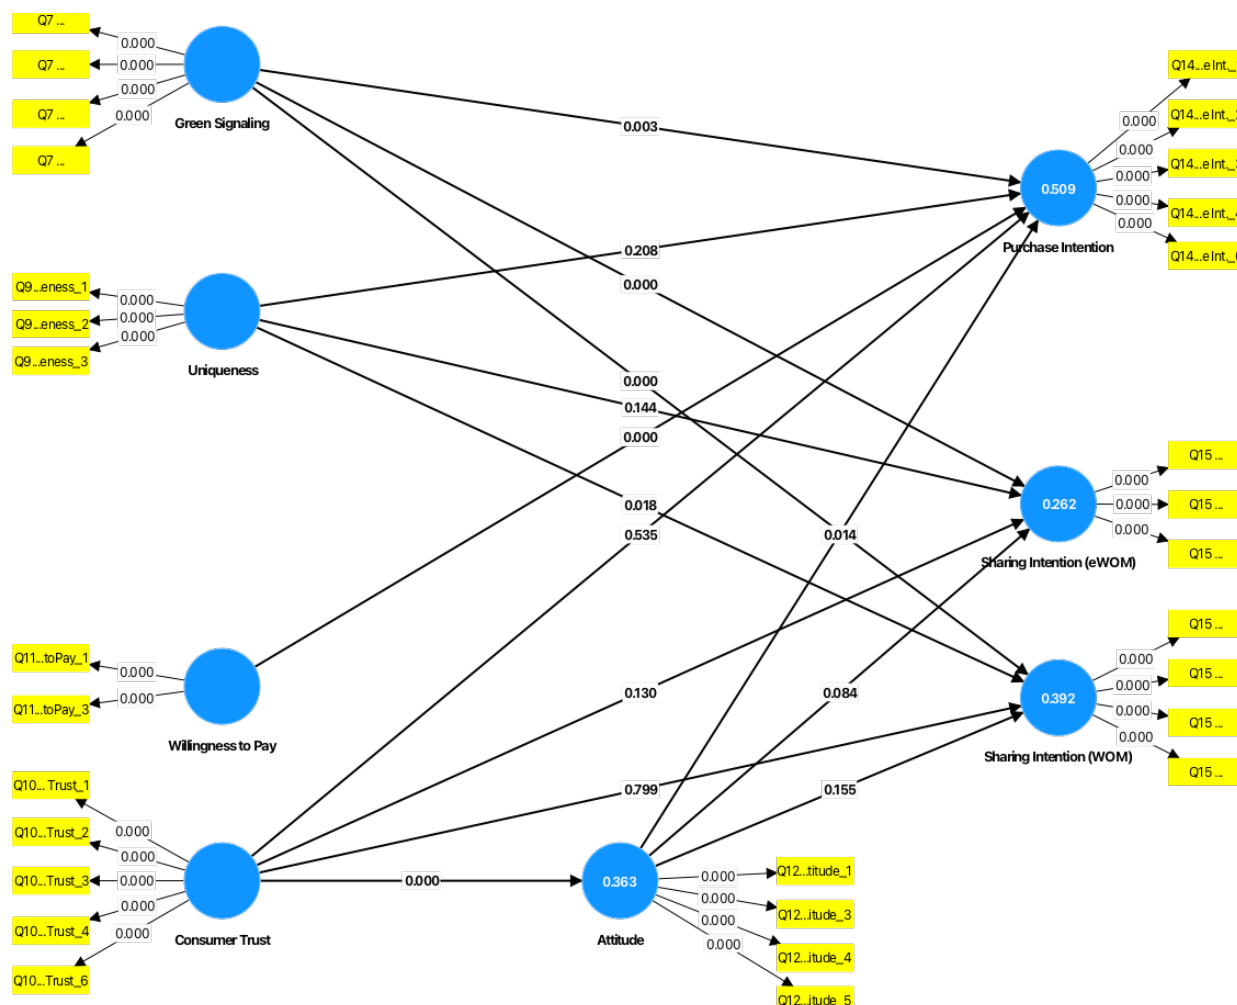 Q7 ...
Q7 ...
Q7 ...
Q7 ...
0.000
0.000
0.000
0.000
Green Signaling
Q9...eness_1
Q9...eness_2
Q9...eness_3
0.000
0.000
0.000
Uniqueness
Q11...toPay_1
Q11...toPay_3
0.000
0.000
Willingness to Pay
Q10... Trust_1
Q10...Trust_2
Q10...Trust_3
Q10...Trust_4
Q10...Trust_6
0.000
0.000
0.000
0.000
0.000
Consumer Trust
0.003
0.208
0.000
0.000
0.144
0.000
0.018
0.535
0.014
0.130
0.084
0.799
0.155
0.000
0.363
Attitude
0.000
0.000
0.000
0.000
Q12...titude_1
Q12...itude_3
Q12...itude_4
Q12...itude_5
0.509
Purchase Intention
0.000
0.000
0.000
0.000
0.000
Q14...e Int._
Q14...e Int._2
Q14...e Int._3
Q14...e Int._4
Q14...e Int._6
0.262
Sharing Intention (eWOM)
0.000
0.000
0.000
Q15 ...
Q15 ...
Q15 ...
0.392
Sharing Intention (WOM)
0.000
0.000
0.000
0.000
Q15 ...
Q15 ...
Q15 ...
Q15 ...